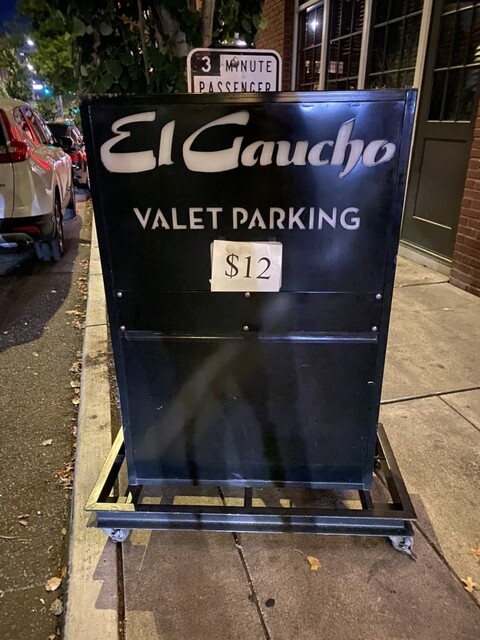 3 MINUTE
PASSENGER
El Gaucho
VALET PARKING
$12